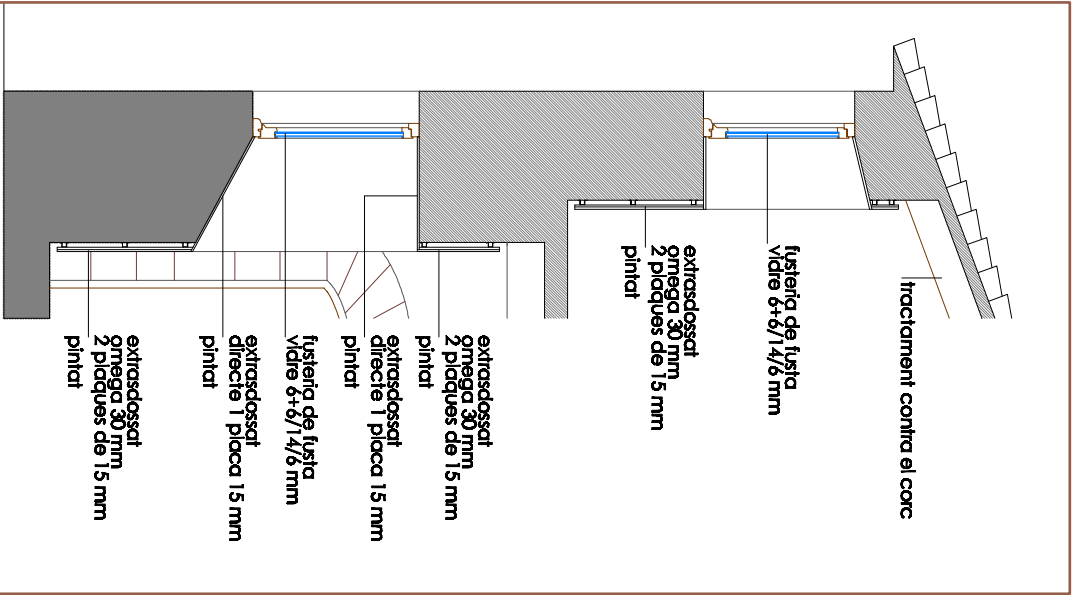 tractament contra el corc
fusteria de fusta
vidre 6+6/14/6 mm
extrasdossat
omega 30 mm
2 plaques de 15 mm
pintat
extrasdossat
omega 30 mm
2 plaques de 15 mm
pintat
extrasdossat
directe 1 placa 15 mm
pintat
fusteria de fusta
vidre 6+6/14/6 mm
extrasdossat
directe 1 placa 15 mm
pintat
extrasdossat
omega 30 mm
2 plaques de 15 mm
pintat